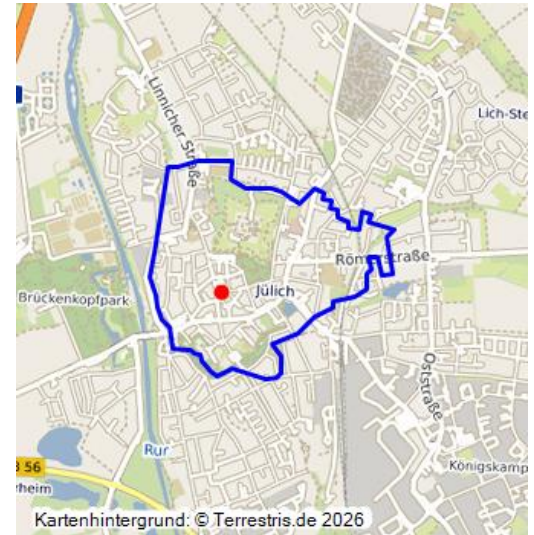 Linnicher Straße
Lich-Ste
Römerstraße
Brückenkopfpark
Jülich
Oststraße
Rur
B 56
Königskamp
rheim
Kartenhintergrund: © Terrestris.de 2026